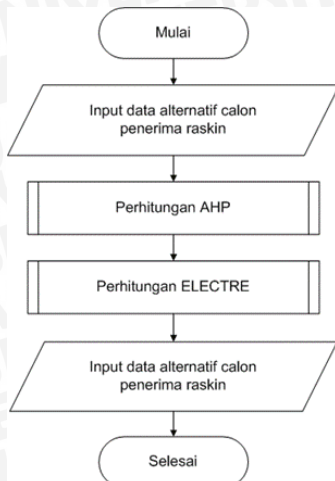 Mulai
Input data alternatif calon
penerima raskin
Perhitungan AHP
Perhitungan ELECTRE
Input data alternatif calon
penerima raskin
Selesai